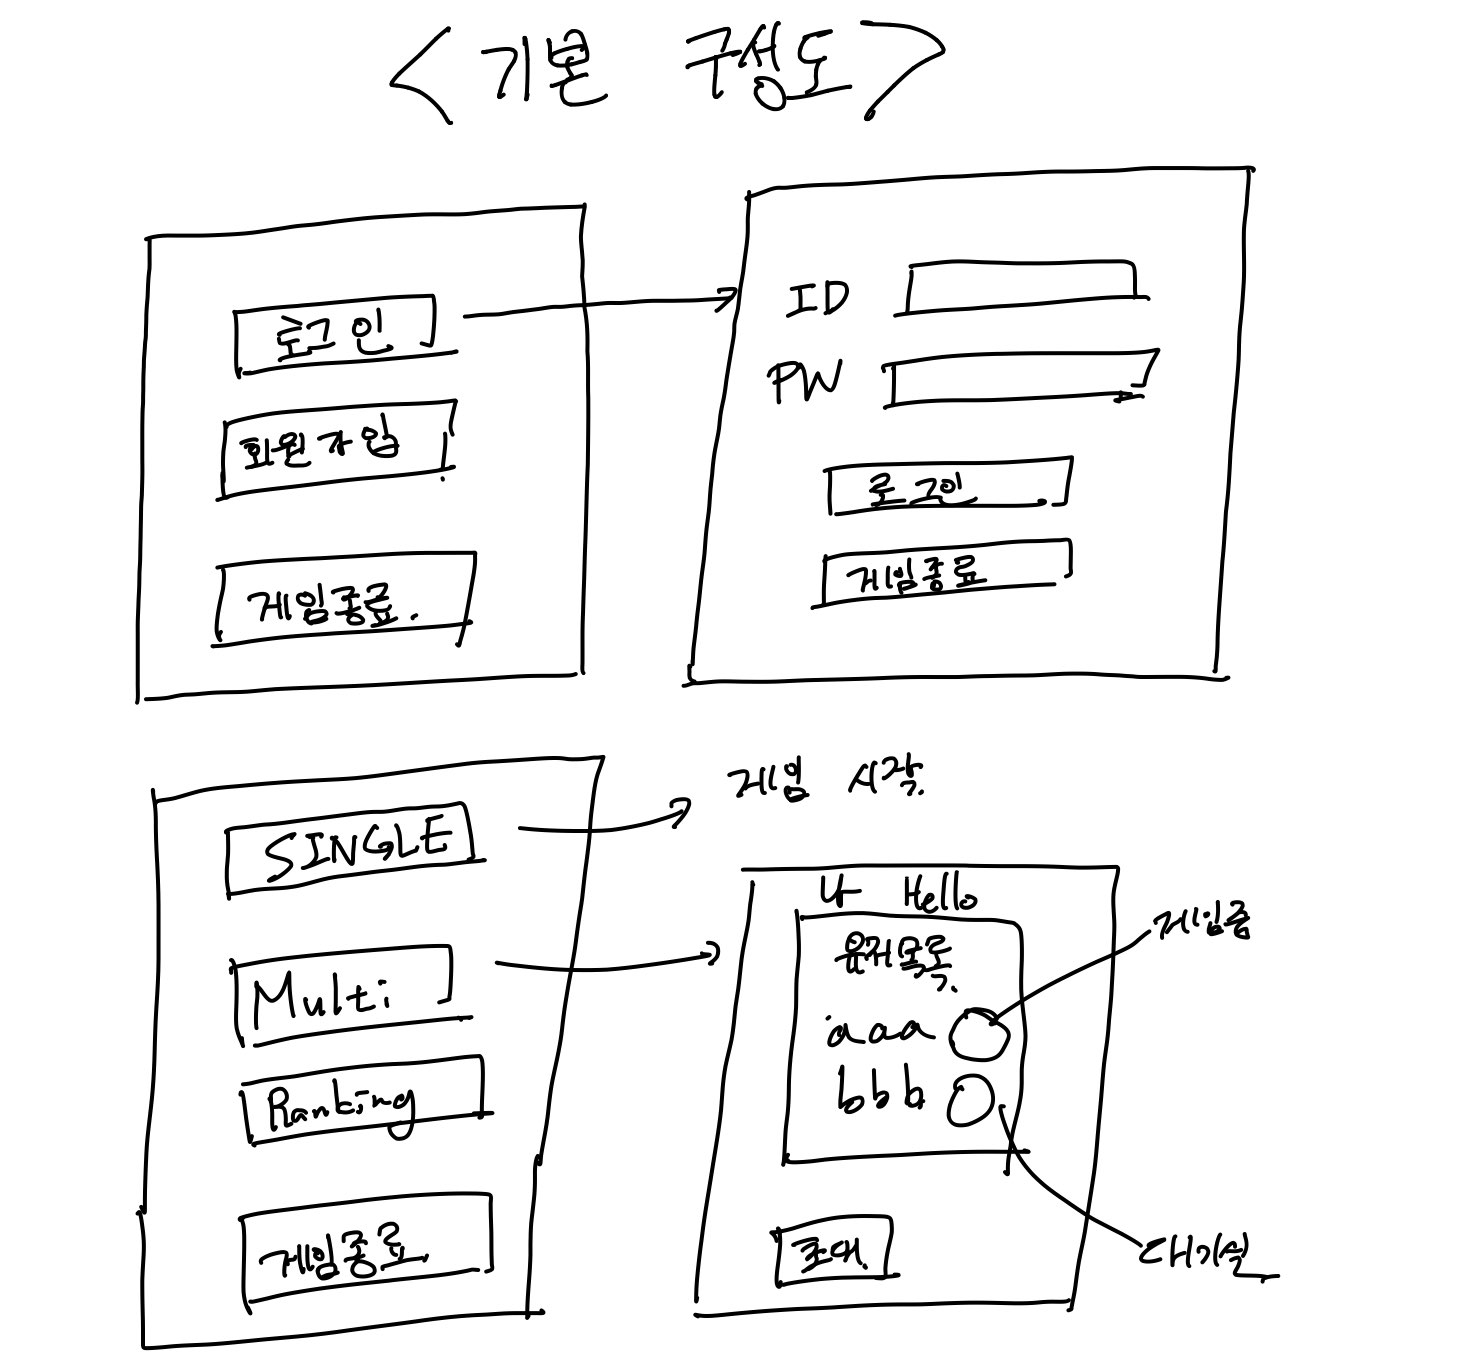 <기본 구성도>
로그인
회원가입
게임종료.
ID
PW
로그인
게임종료
SINGLE
게임 시작.
Multi
Ranking
게임종료
나 Hello
유저목록.
aaa
게임중
bbb
대기실
초대.